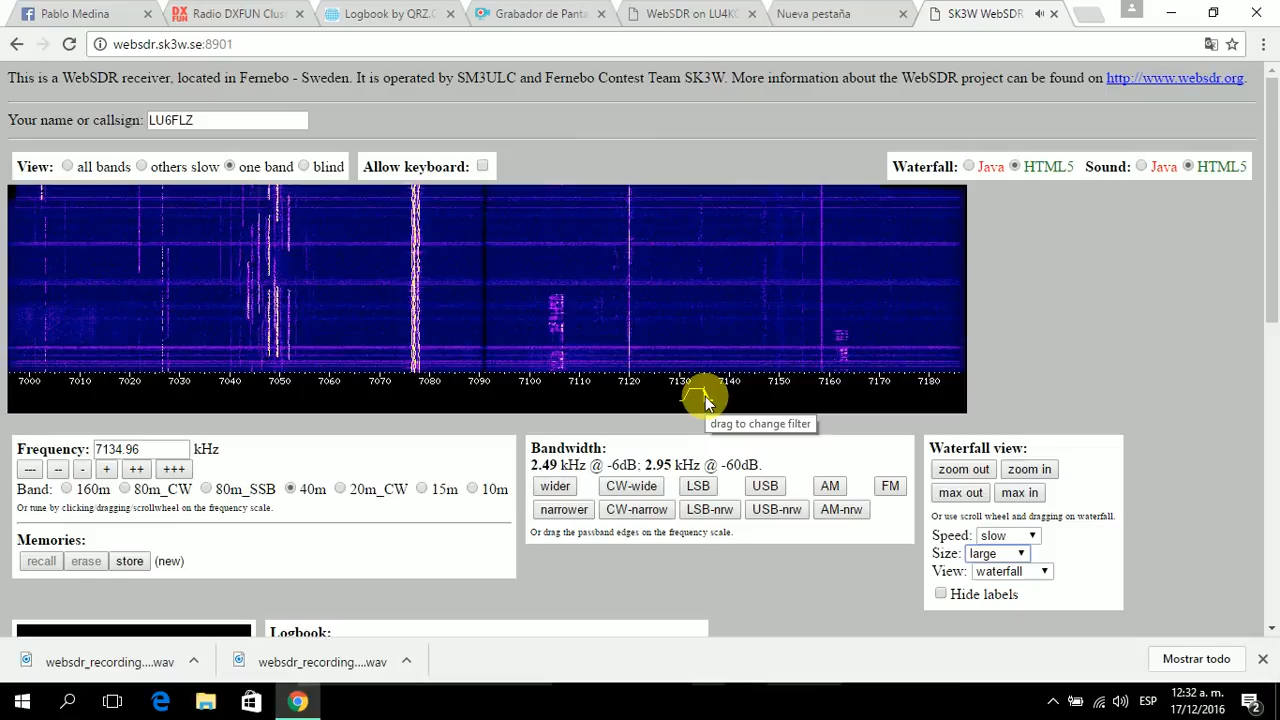 Pablo Medina
DX FUN
Radio DXFUN Clus
Logbook by QRZ.C
Grabador de Panta
WebSDR on LU4K
Nueva pestaña
SK3W WebSDR
websdr.sk3w.se:8901
This is a WebSDR receiver, located in Fernebo - Sweden. It is operated by SM3ULC and Fernebo Contest Team SK3W. More information about the WebSDR project can be found on http://www.websdr.org.
Your name or callsign: LU6FLZ
View: all bands others slow one band blind
Allow keyboard:
Waterfall: Java HTML5 Sound: Java HTML5
7000 7010 7020 7030 7040 7050 7060 7070 7080 7090 7100 7110 7120 7130 7140 7150 7160 7170 7180
drag to change filter
Frequency: 7134.96 kHz
--- -- - + ++ +++
Band: 160m 80m_CW 80m_SSB 40m 20m_CW 15m 10m
Or tune by clicking/dragging/scrollwheel on the frequency scale.
Memories:
recall erase store (new)
Bandwidth:
2.49 kHz @ -6dB; 2.95 kHz @ -60dB.
wider CW-wide LSB USB AM FM
narrower CW-narrow LSB-nrw USB-nrw AM-nrw
Or drag the passband edges on the frequency scale.
Waterfall view:
zoom out zoom in
max out max in
Or use scroll wheel and dragging on waterfall.
Speed: slow
Size: large
View: waterfall
Hide labels
Logbook:
websdr_recording....wav
websdr_recording....wav
Mostrar todo
ESP
12:32 a. m.
17/12/2016
2